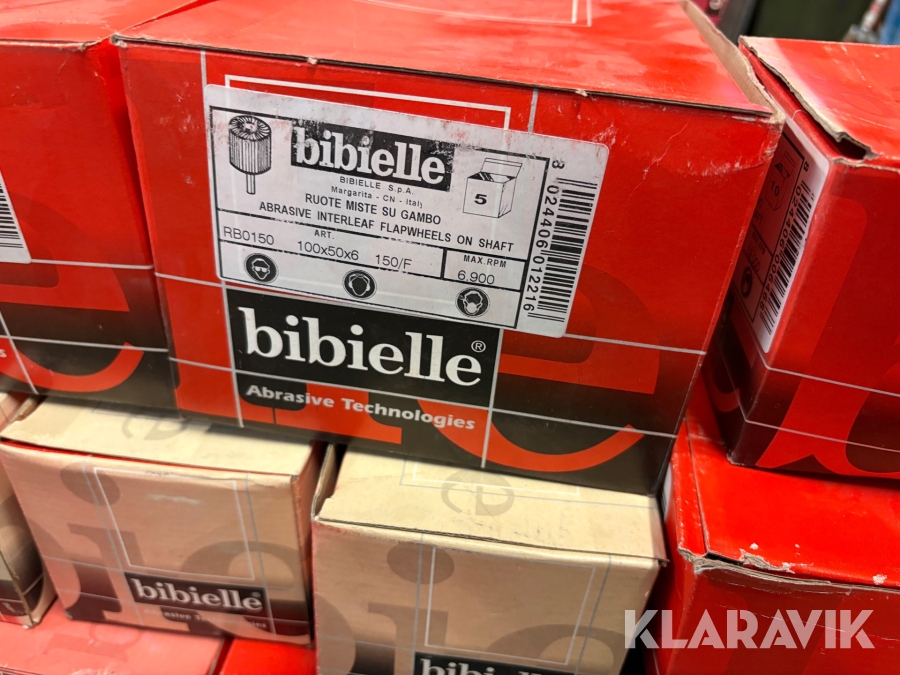 bibielle
BIBIELLE S.p.A.
Margarita - CN - Italy
RUOTE MISTE SU GAMBO
ABRASIVE INTERLEAF FLAPWHEELS ON SHAFT
5
RB0150
ART.
100x50x6 150/F
MAX.RPM
6.900
8 024406 012216
bibielle®
Abrasive Technologies
bibielle
bibielle
KLARAVIK